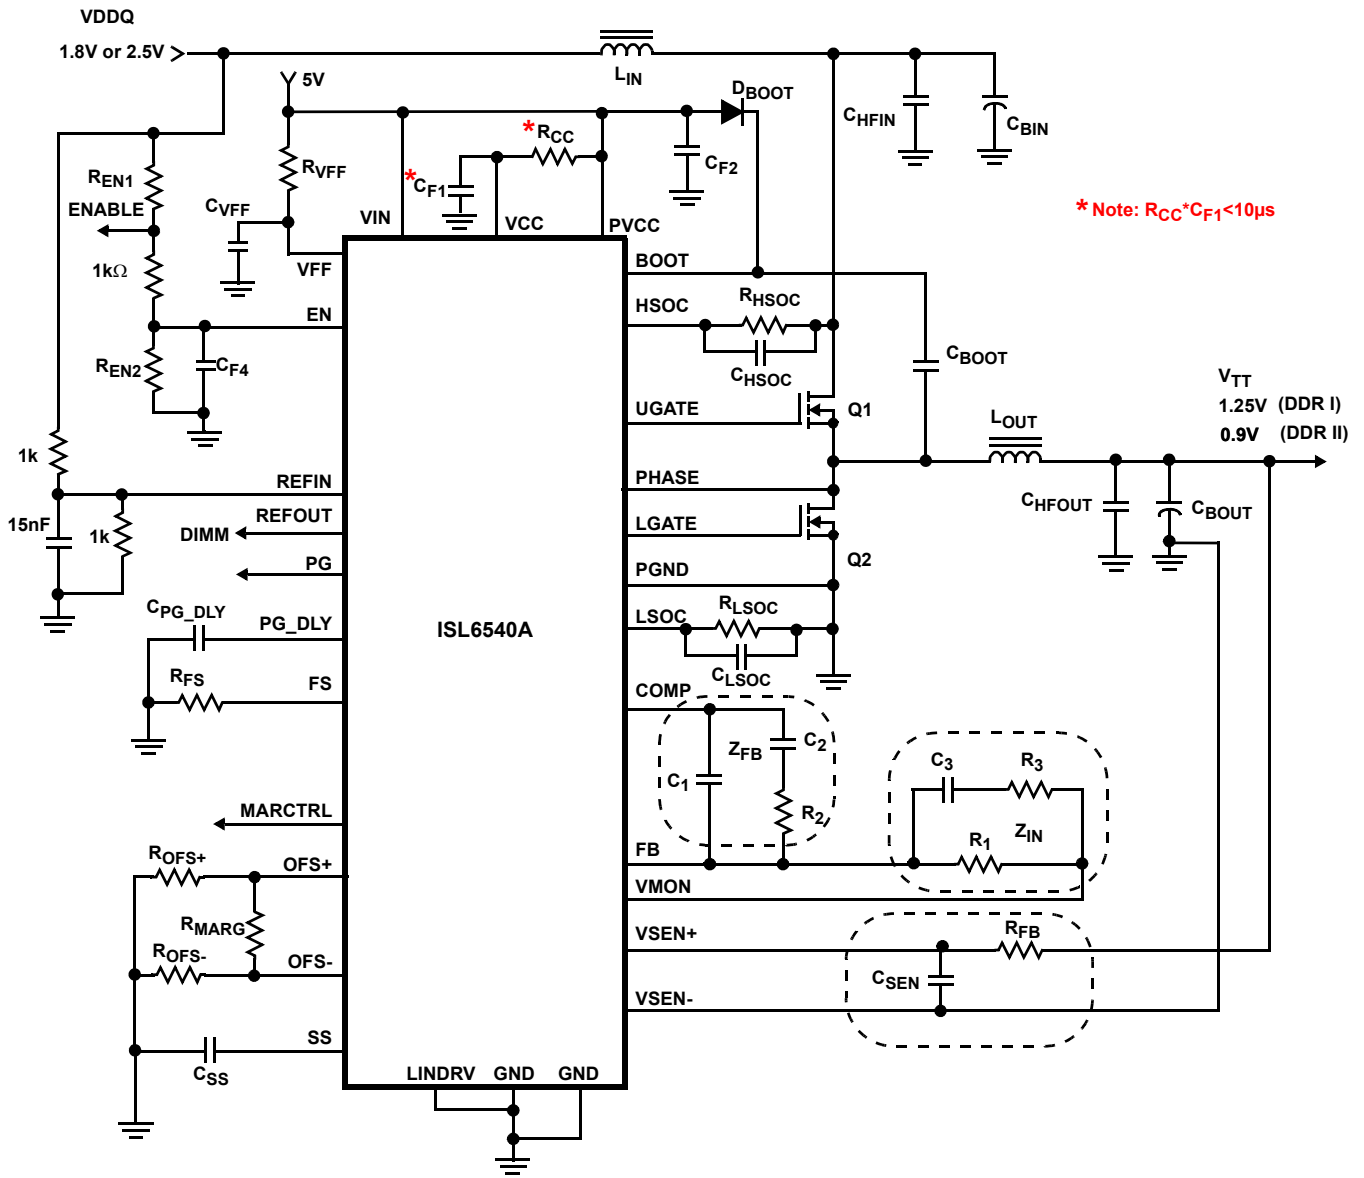 VDDQ
1.8V or 2.5V
LIN
5V
DBOOT
CHFIN
CBIN
*RCC
RVFF
*CF1
CF2
REN1
CVFF
ENABLE
VIN
VCC
PVCC
* Note: RCC*CF1<10µs
1kΩ
VFF
BOOT
EN
HSOC
RHSOC
CHSOC
CBOOT
REN2
CF4
UGATE
Q1
VTT
1.25V (DDR I)
0.9V (DDR II)
LOUT
1k
REFIN
PHASE
CHFOUT
CBOUT
15nF
1k
REFOUT
DIMM
LGATE
Q2
PG
PGND
CPG_DLY
PG_DLY
ISL6540A
LSOC
RLSOC
CLSOC
RFS
FS
COMP
ZFB
C2
C1
R2
C3
R3
ZIN
R1
MARCTRL
FB
ROFS+
OFS+
VMON
RMARG
VSEN+
RFB
ROFS-
OFS-
CSEN
VSEN-
SS
CSS
LINDRV
GND
GND